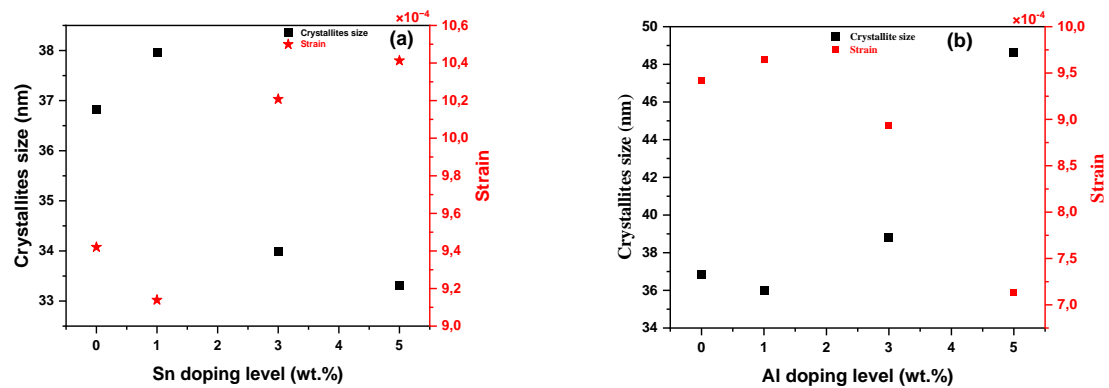 ×10⁻⁴
Crystallites size
Strain
(a)
38
37
36
35
34
33
Crystallites size (nm)
10,6
10,4
10,2
10,0
9,8
9,6
9,4
9,2
9,0
Strain
0 1 2 3 4 5
Sn doping level (wt.%)
×10⁻⁴
Crystallite size
Strain
(b)
50
48
46
44
42
40
38
36
34
Crystallites size (nm)
10,0
9,5
9,0
8,5
8,0
7,5
7,0
Strain
0 1 2 3 4 5
Al doping level (wt.%)